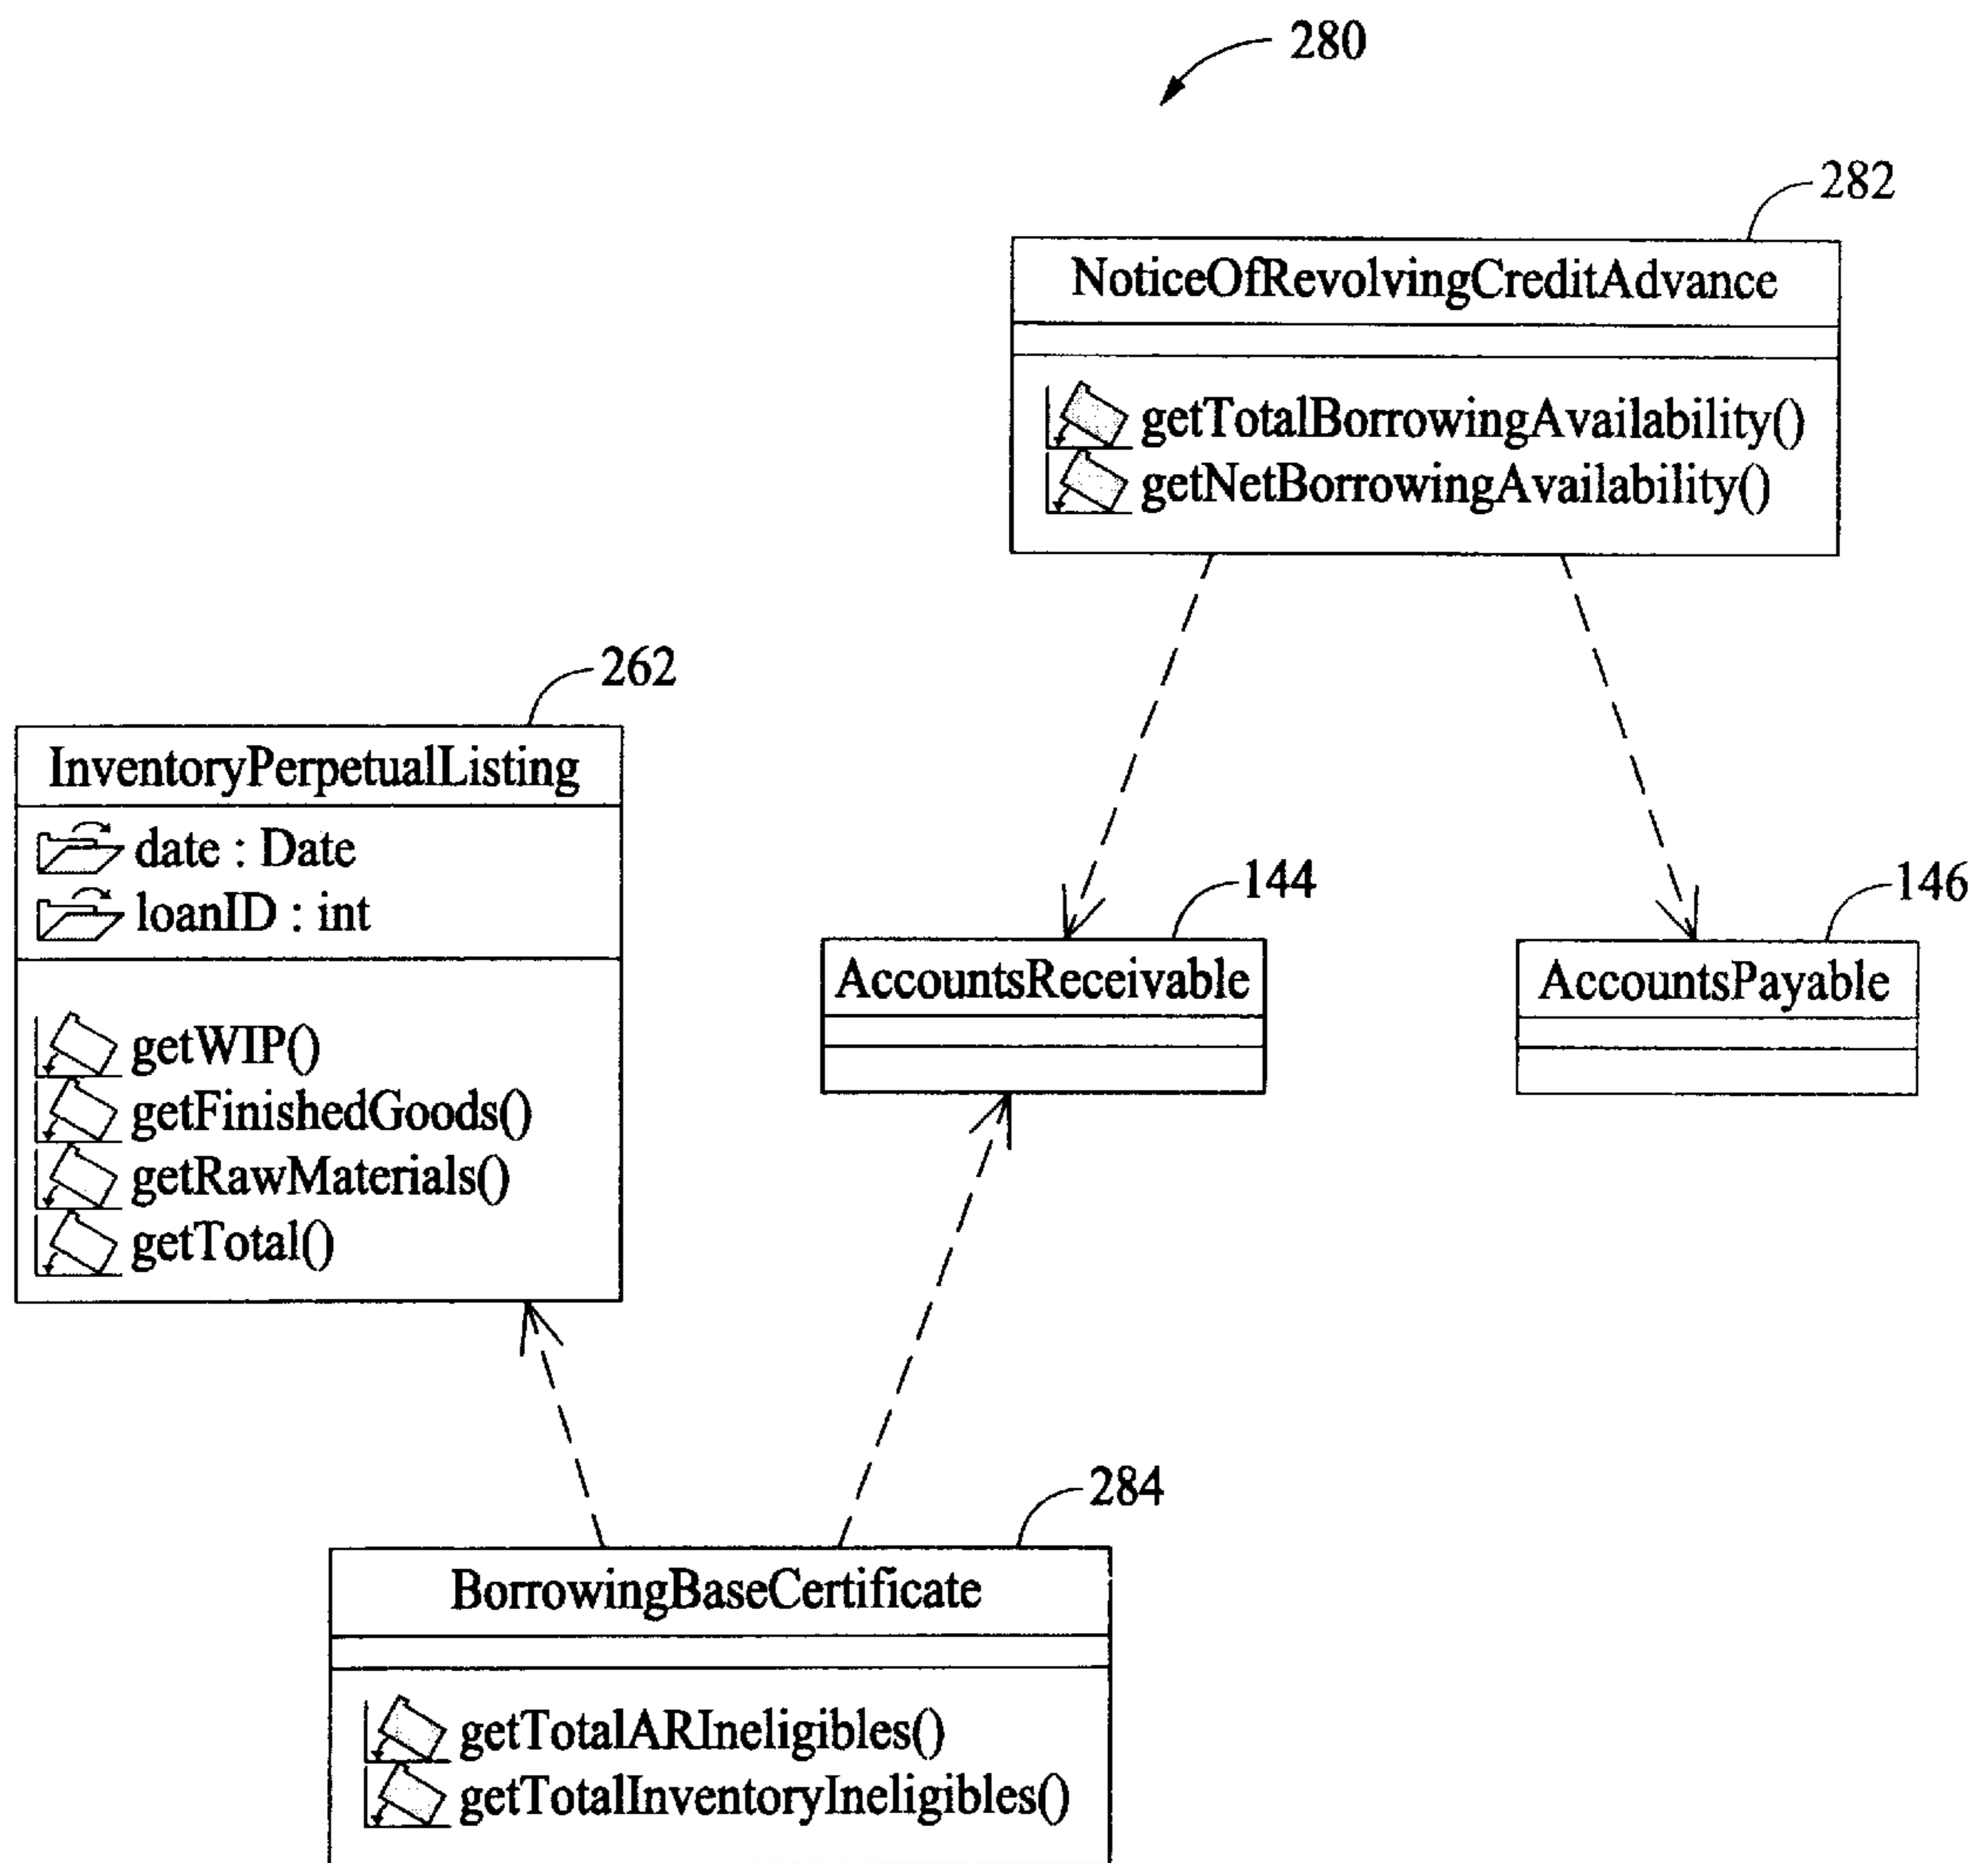 280
282
NoticeOfRevolvingCreditAdvance
getTotalBorrowingAvailability()
getNetBorrowingAvailability()
262
InventoryPerpetualListing
date : Date
loanID : int
getWIP()
getFinishedGoods()
getRawMaterials()
getTotal()
144
AccountsReceivable
146
AccountsPayable
284
BorrowingBaseCertificate
getTotalARIneligibles()
getTotalInventoryIneligibles()